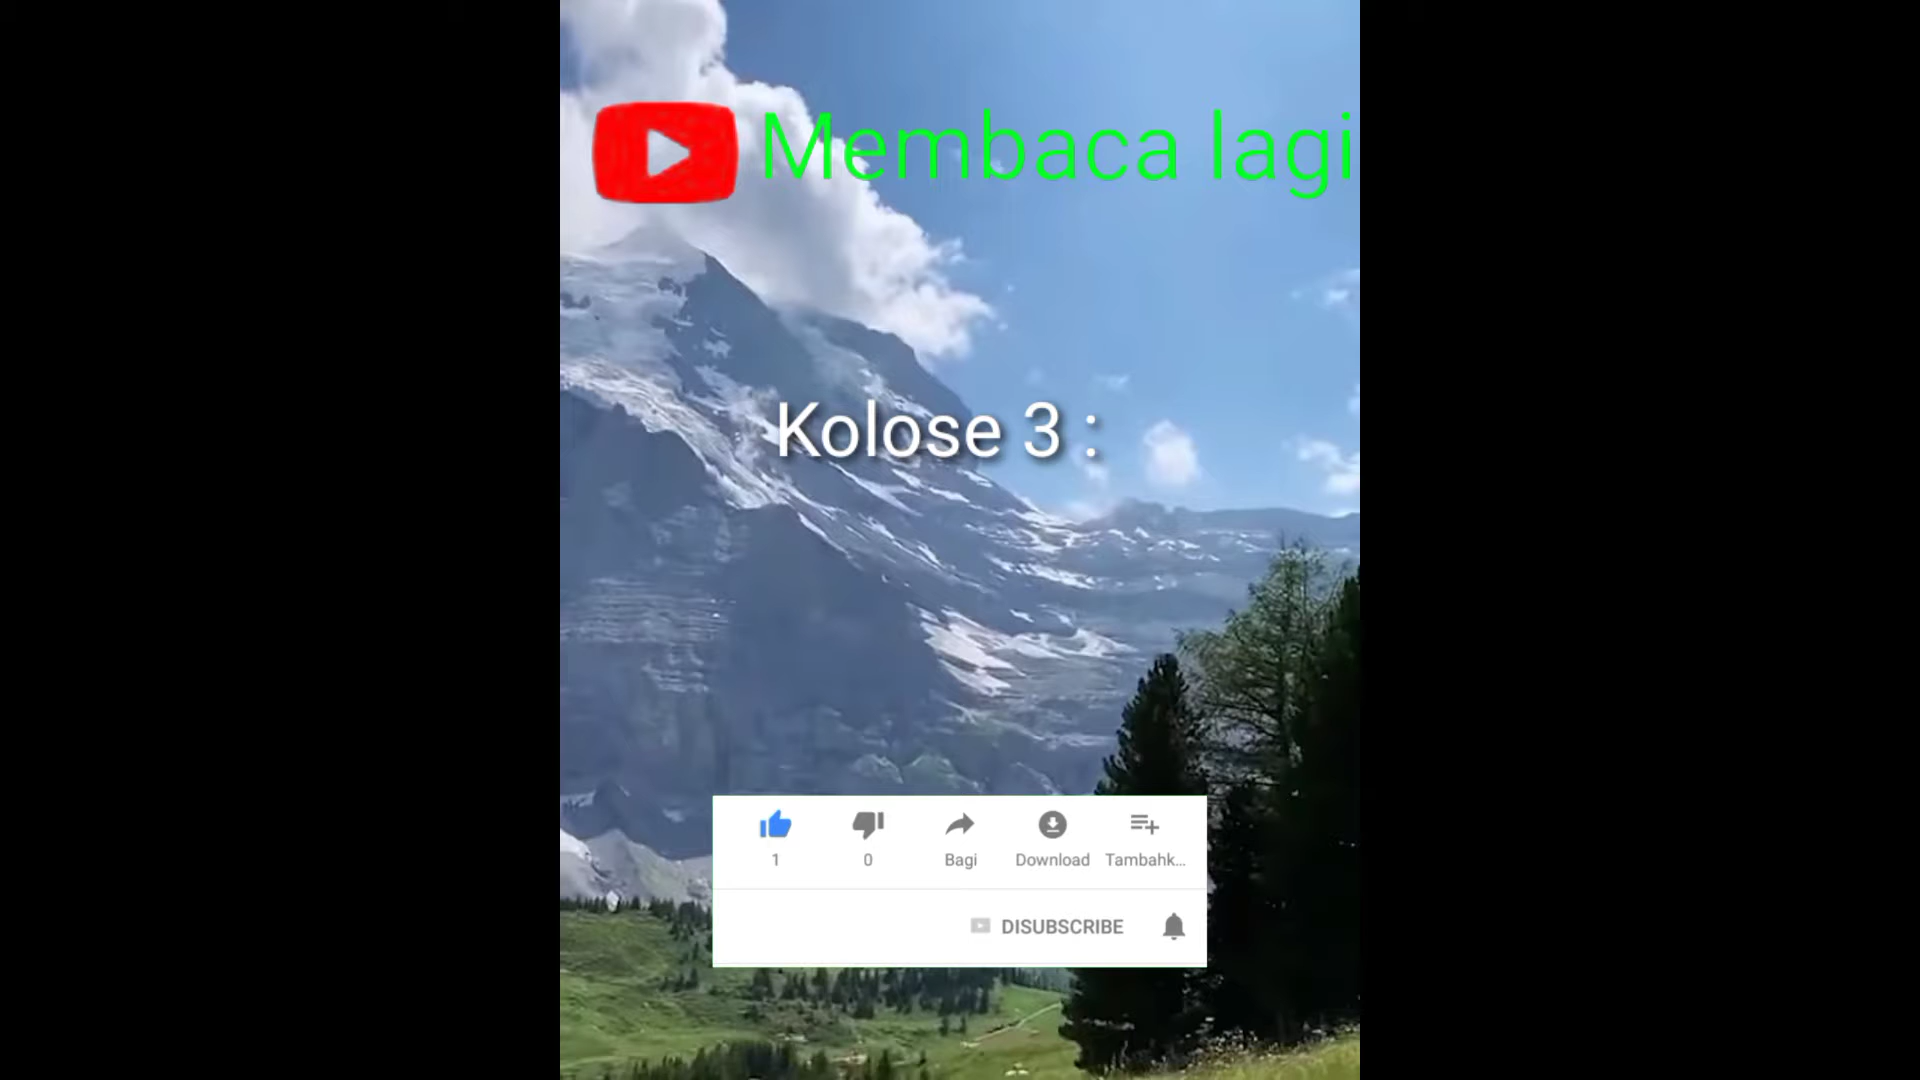 Membaca lagi
Kolose 3 :
1
0
Bagi
Download
Tambahk...
DISUBSCRIBE